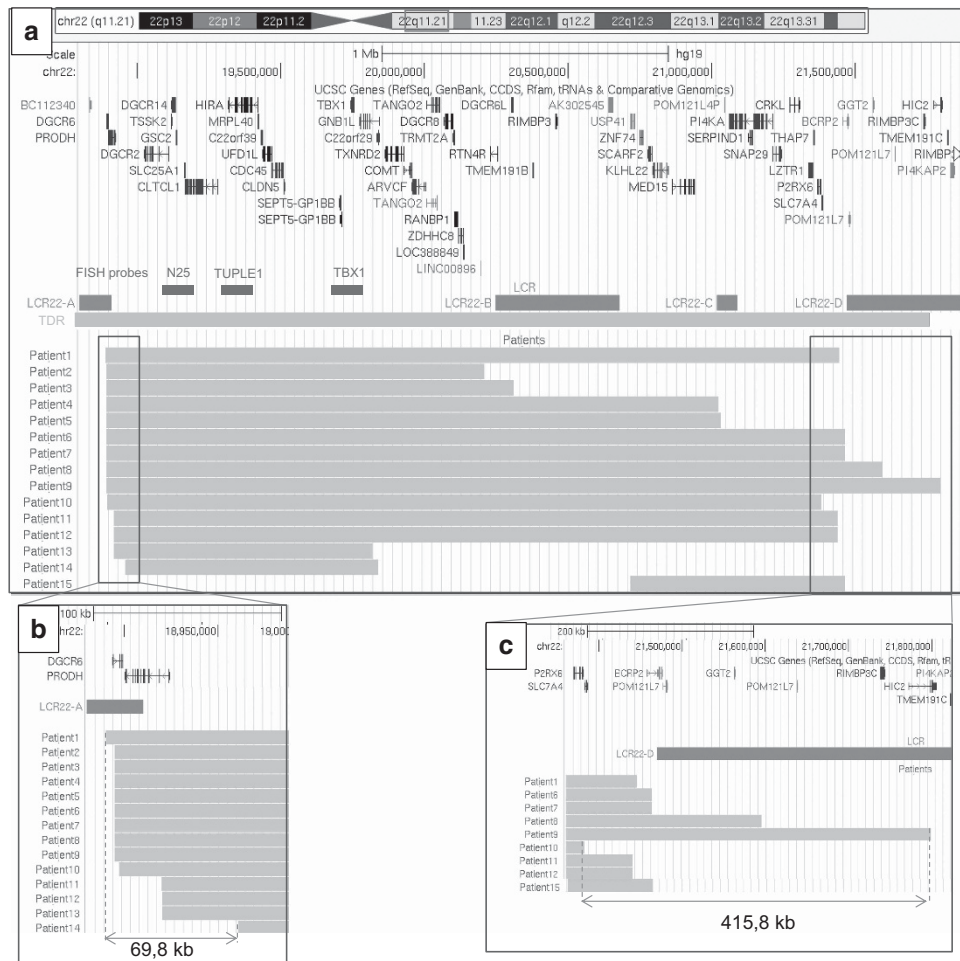 chr22 (q11.21) 22p13 22p12 22p11.2 22q11.21 11.23 22q12.1 q12.2 22q12.3 22q13.1 22q13.2 22q13.31
a
Scale 1 Mb hg19
chr22: 19,500,000 20,000,000 20,500,000 21,000,000 21,500,000
UCSC Genes (RefSeq, GenBank, CCDS, Rfam, tRNAs & Comparative Genomics)
BC112340 DGCR14 HIRA TBX1 TANGO2 DGCR6L AK302545 POM121L4P CRKL GGT2 HIC2
DGCR6 TSSK2 MRPL40 GNB1L DGCR8 RIMBP3 USP41 PI4KA BCRP2 RIMBP3C
PRODH GSC2 C22orf39 C22orf29 TRMT2A ZNF74 SERPIND1 THAP7 TMEM191C
DGCR2 UFD1L TXNRD2 RTN4R SCARF2 SNAP29 POM121L7 RIMBP
SLC25A1 CDC45 COMT TMEM191B KLHL22 LZTR1 PI4KAP2
CLTCL1 CLDN5 ARVCF MED15 P2RX6
SEPT5-GP1BB TANGO2 SLC7A4
SEPT5-GP1BB RANBP1 POM121L7
ZDHHC8
LOC388849
LINC00896
FISH probes N25 TUPLE1 TBX1 LCR
LCR22-A LCR22-B LCR22-C LCR22-D
TDR
Patients
Patient1
Patient2
Patient3
Patient4
Patient5
Patient6
Patient7
Patient8
Patient9
Patient10
Patient11
Patient12
Patient13
Patient14
Patient15
b
100 kb
hr22: 18,950,000 19,000
DGCR6
PRODH
LCR22-A
Patient1
Patient2
Patient3
Patient4
Patient5
Patient6
Patient7
Patient8
Patient9
Patient10
Patient11
Patient12
Patient13
Patient14
69,8 kb
c
200 kb
chr22: 21,500,000 21,600,000 21,700,000 21,800,000
UCSC Genes (RefSeq, GenBank, CCDS, Rfam, tR
P2RX6 BCRP2 GGT2 RIMBP3C PI4KAP
SLC7A4 POM121L7 POM121L7 HIC2
TMEM191C
LCR
LCR22-D
Patients
Patient1
Patient6
Patient7
Patient8
Patient9
Patient10
Patient11
Patient12
Patient15
415,8 kb